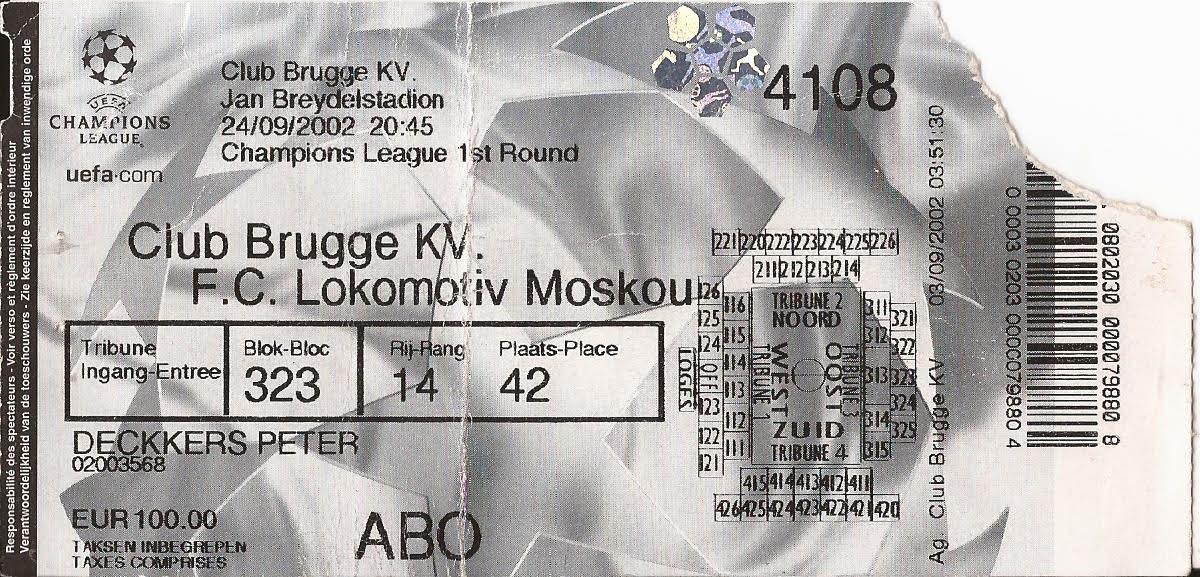 Responsabilité des spectateurs - Voir verso et règlement d'ordre intérieur
Verantwoordelijkheid van de toeschouwers - Zie keerzijde en reglement van inwendige orde
UEFA
CHAMPIONS
LEAGUE
uefa.com
Club Brugge KV.
Jan Breydelstadion
24/09/2002 20:45
Champions League 1st Round
4108
Club Brugge KV.
F.C. Lokomotiv Moskou
Tribune
Ingang-Entree
Blok-Bloc
323
Rij-Rang
14
Plaats-Place
42
DECKKERS PETER
02003568
EUR 100.00
TAKSEN INBEGREPEN
TAXES COMPRISES
ABO
221 220 222 223 224 225 226
211 212 213 214
126 125 124 OFF 123 122 121
116 115 114 113 112 111
LOGES
TRIBUNE 2
NOORD
WEST
TRIBUNE 1
OOST
TRIBUNE 3
ZUID
TRIBUNE 4
311 312 313 314 315
321 322 323 324 325
415 414 413 412 411
426 425 424 423 422 421 420
Ag. Club Brugge KV 03/09/2002 03:51:30
0 0003 0203 0000079880 4
0802030 0000079880 8